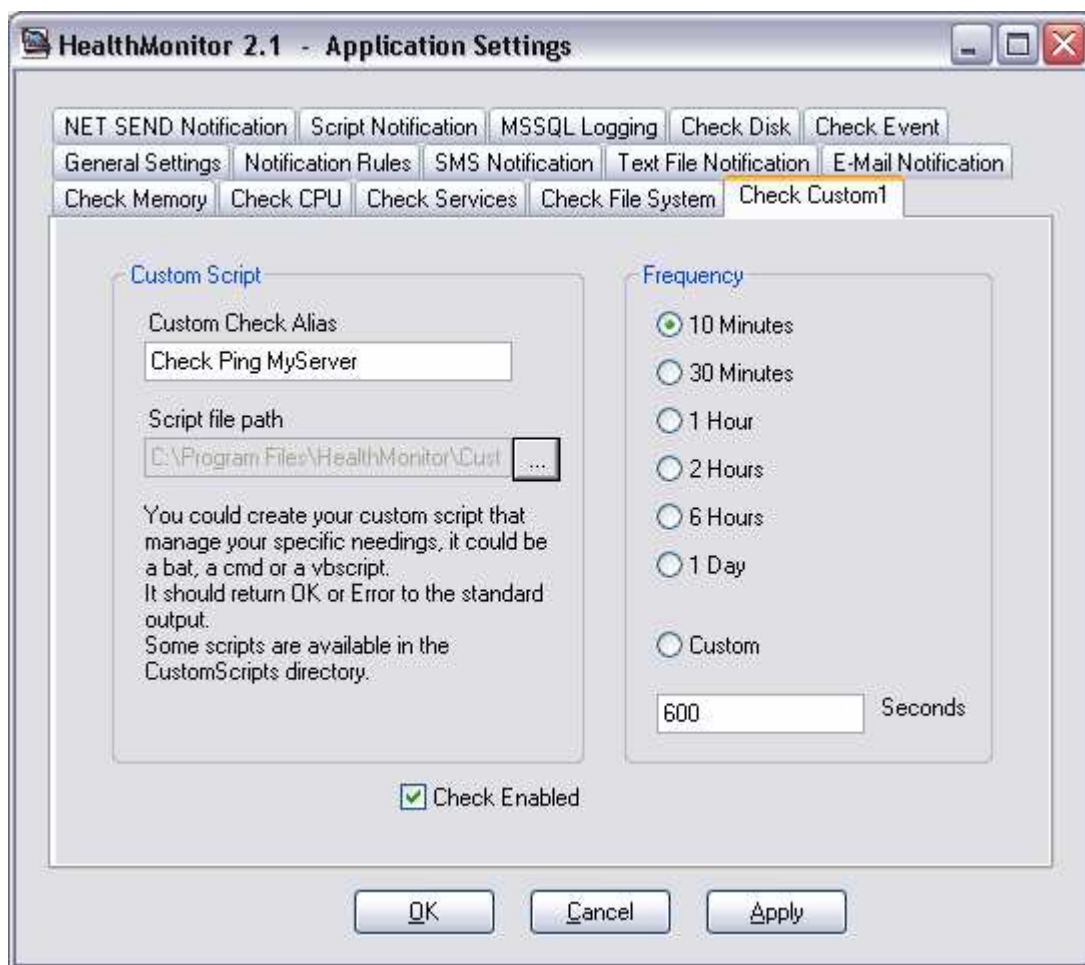 HealthMonitor 2.1 - Application Settings
NET SEND Notification Script Notification MSSQL Logging Check Disk Check Event
General Settings Notification Rules SMS Notification Text File Notification E-Mail Notification
Check Memory Check CPU Check Services Check File System Check Custom1
Custom Script
Custom Check Alias
Check Ping MyServer
Script file path
C:\Program Files\HealthMonitor\Cust
...
You could create your custom script that
manage your specific needings, it could be
a bat, a cmd or a vbscript.
It should return OK or Error to the standard
output.
Some scripts are available in the
CustomScripts directory.
Frequency
10 Minutes
30 Minutes
1 Hour
2 Hours
6 Hours
1 Day
Custom
600 Seconds
Check Enabled
OK Cancel Apply